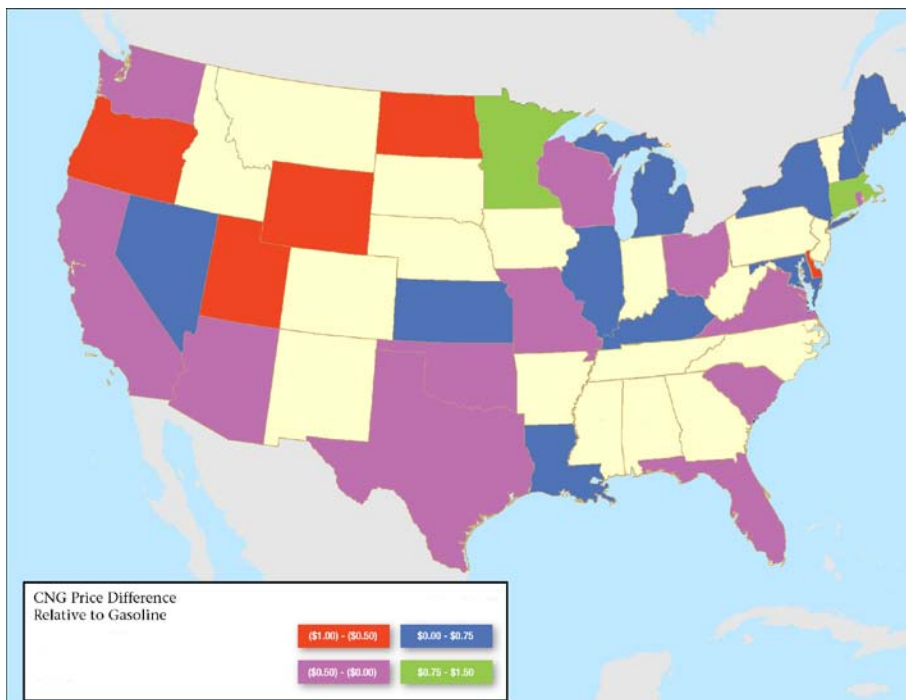 CNG Price Difference
Relative to Gasoline
($1.00) - ($0.50)
$0.00 - $0.75
($0.50) - ($0.00)
$0.75 - $1.50